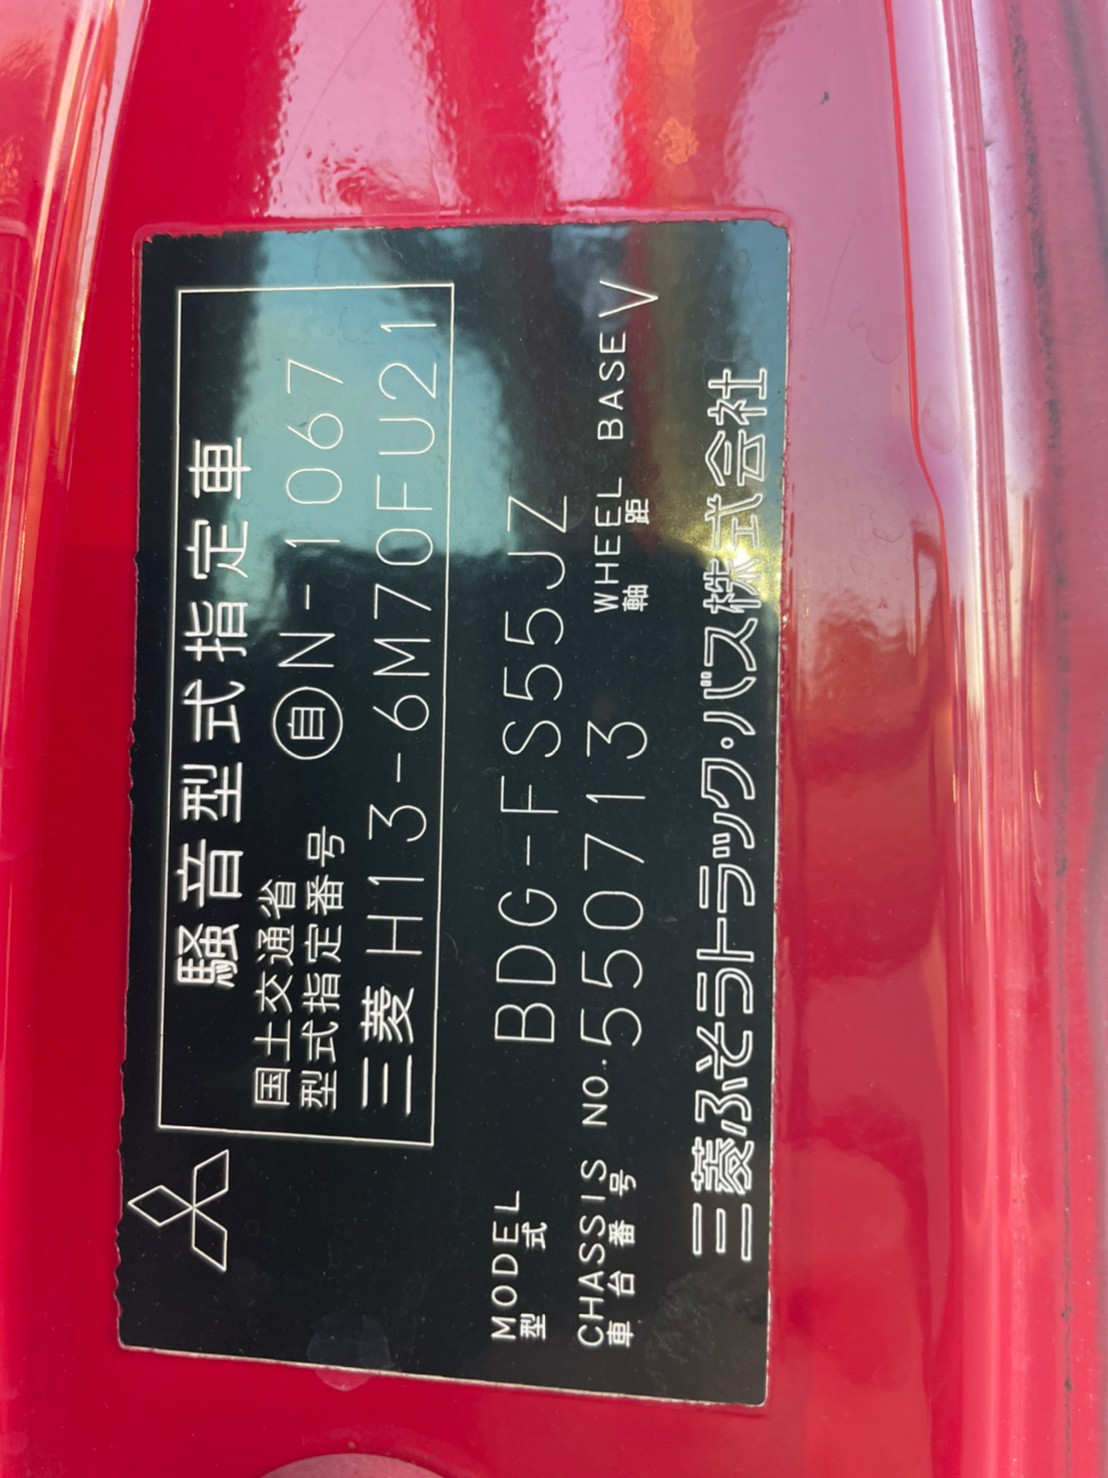 騒音型式指定車
国土交通省
型式指定番号 自N-1067
三菱 H13-6M70FU21
MODEL BDG-FS55JZ
型式
CHASSIS NO. 550713 WHEEL BASE V
車台番号 軸距
三菱ふそうトラック・バス株式会社